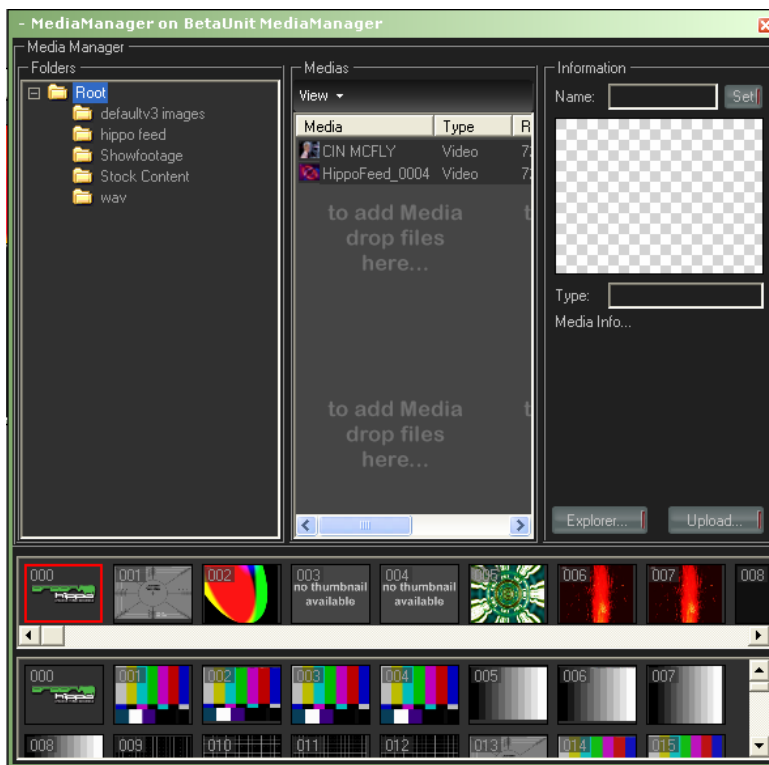 - MediaManager on BetaUnit MediaManager
Media Manager
Folders
Root
defaultv3 images
hippo feed
Showfootage
Stock Content
wav
Medias
View
Media Type R
CIN MCFLY Video 72
HippoFeed_0004 Video 72
to add Media
drop files
here...
to add Media
drop files
here...
Information
Name: Set
Type:
Media Info...
Explorer... Upload...
000 001 002 003 004 005 006 007 008
no thumbnail
available
no thumbnail
available
hippo
000 001 002 003 004 005 006 007
hippo
008 009 010 011 012 013 014 015